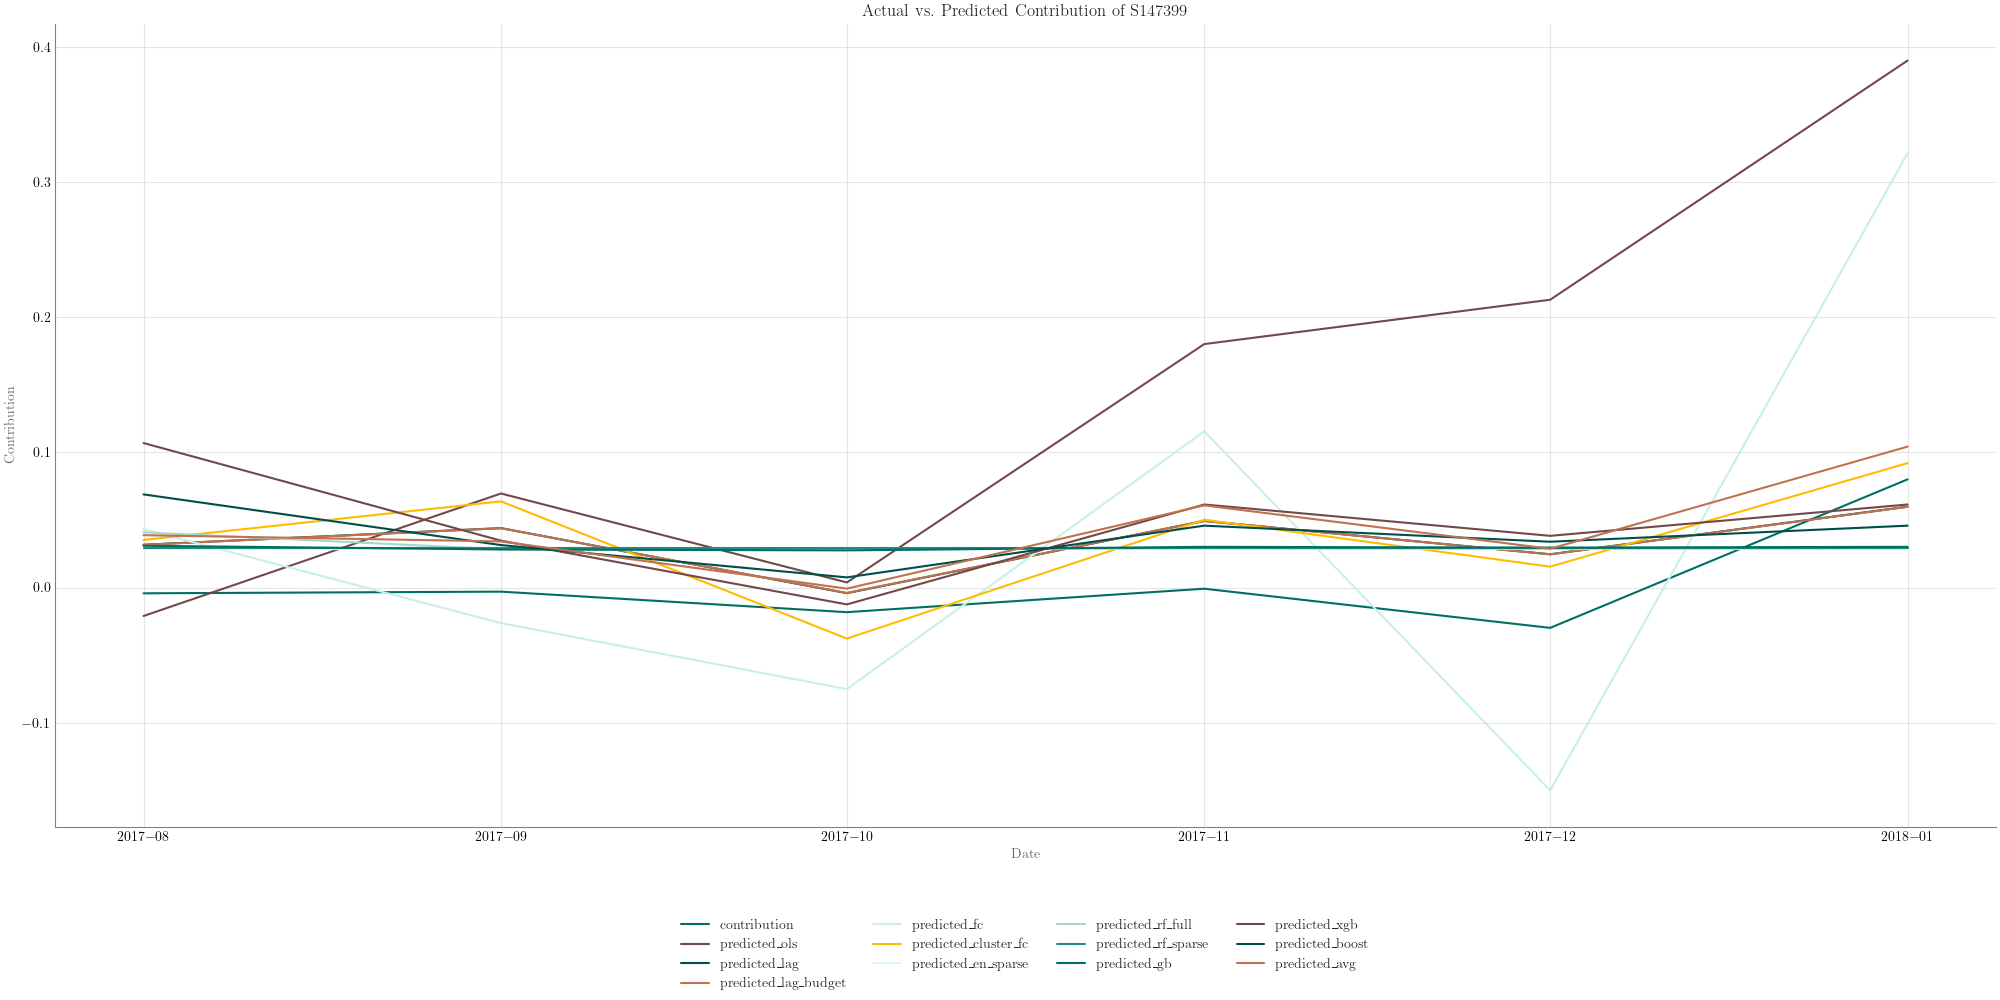 Actual vs. Predicted Contribution of S147399
0.4
0.3
0.2
0.1
0.0
−0.1
Contribution
2017−08 2017−09 2017−10 2017−11 2017−12 2018−01
Date
contribution predicted_fc predicted_rf_full predicted_xgb
predicted_ols predicted_cluster_fc predicted_rf_sparse predicted_boost
predicted_lag predicted_en_sparse predicted_gb predicted_avg
predicted_lag_budget